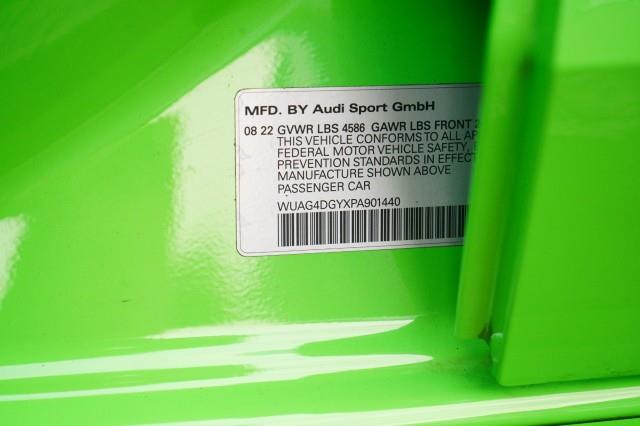 MFD. BY Audi Sport GmbH
08 22 GVWR LBS 4586 GAWR LBS FRONT
THIS VEHICLE CONFORMS TO ALL
FEDERAL MOTOR VEHICLE SAFETY,
PREVENTION STANDARDS IN EFFECT
MANUFACTURE SHOWN ABOVE
PASSENGER CAR
WUAG4DGYXPA901440